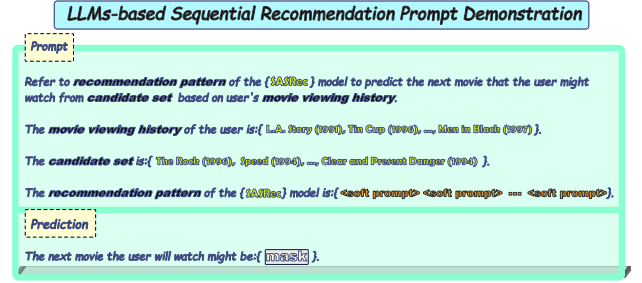 LLMs-based Sequential Recommendation Prompt Demonstration
Prompt
Refer to recommendation pattern of the {SASRec} model to predict the next movie that the user might
watch from candidate set based on user's movie viewing history.
The movie viewing history of the user is:{ L.A. Story (1991), Tin Cup (1996), ..., Men in Black (1997) }.
The candidate set is:{ The Rock (1996), Speed (1994), ..., Clear and Present Danger (1994) }.
The recommendation pattern of the {SASRec} model is:{ <soft prompt> <soft prompt> ··· <soft prompt>}.
Prediction
The next movie the user will watch might be:{ mask }.